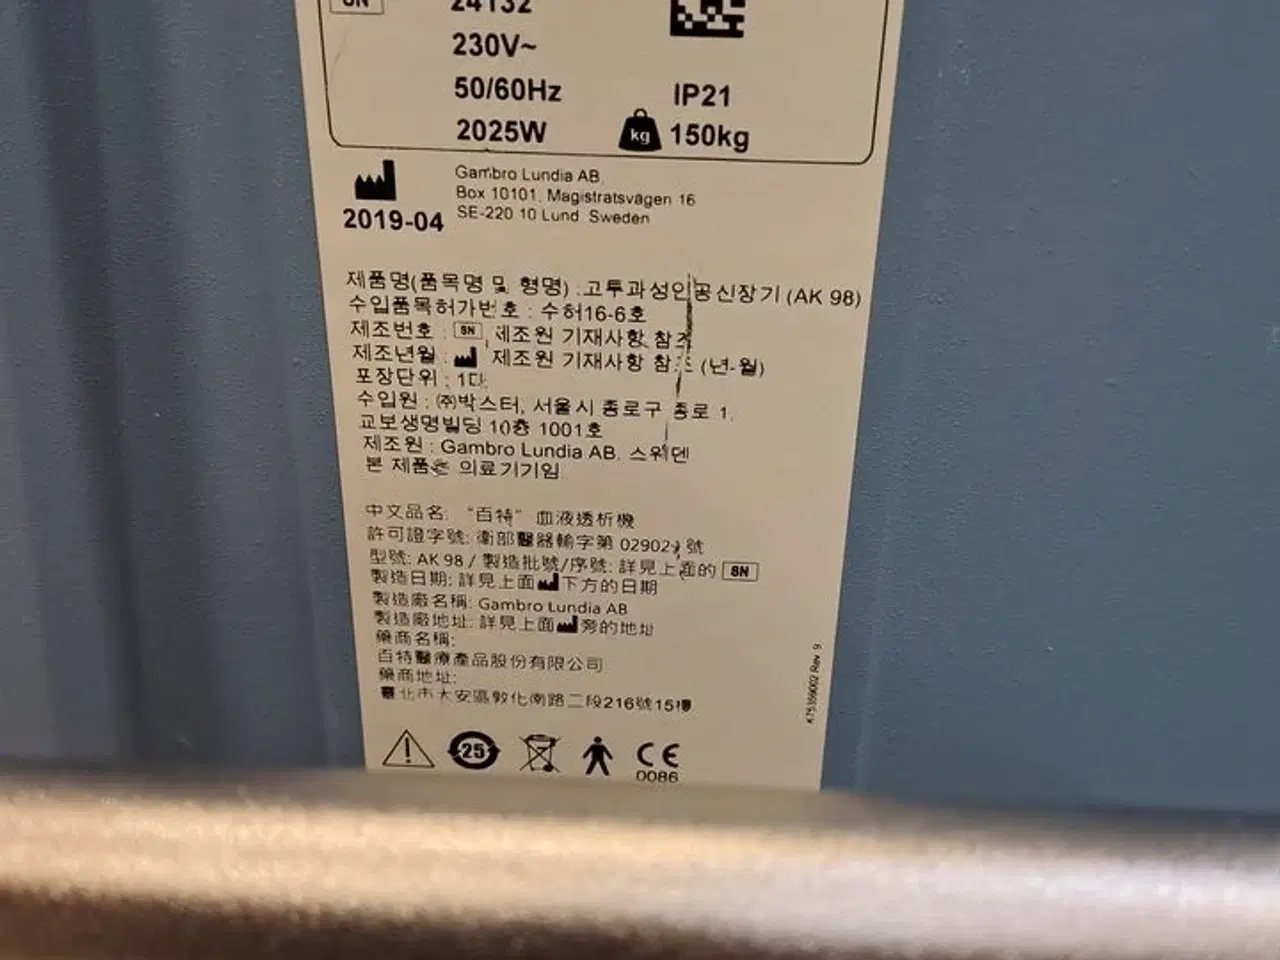 SN 24132
230V~
50/60Hz IP21
2025W kg 150kg
Gambro Lundia AB.
Box 10101, Magistratsvägen 16
2019-04 SE-220 10 Lund Sweden
제품명(품목명 및 형명) : 고투과성인공신장기 (AK 98)
수입품목허가번호 : 수허16-6호
제조번호 : SN, 제조원 기재사항 참조
제조년월 : 제조원 기재사항 참조 (년-월)
포장단위 : 1대
수입원 : ㈜박스터, 서울시 종로구 종로 1,
교보생명빌딩 10층 1001호
제조원 : Gambro Lundia AB. 스웨덴
본 제품은 의료기기임
中文品名: “百特” 血液透析機
許可證字號: 衛部醫器輸字第 號
型號: AK 98 / 製造批號/序號: 詳見上面的 SN
製造日期: 詳見上面 下方的日期
製造廠名稱: Gambro Lundia AB
製造廠地址: 詳見上面 旁的地址
藥商名稱:
百特醫療產品股份有限公司
藥商地址:
臺北市大安區敦化南路二段216號15樓
K75359002 Rev. 9
25
CE
0086